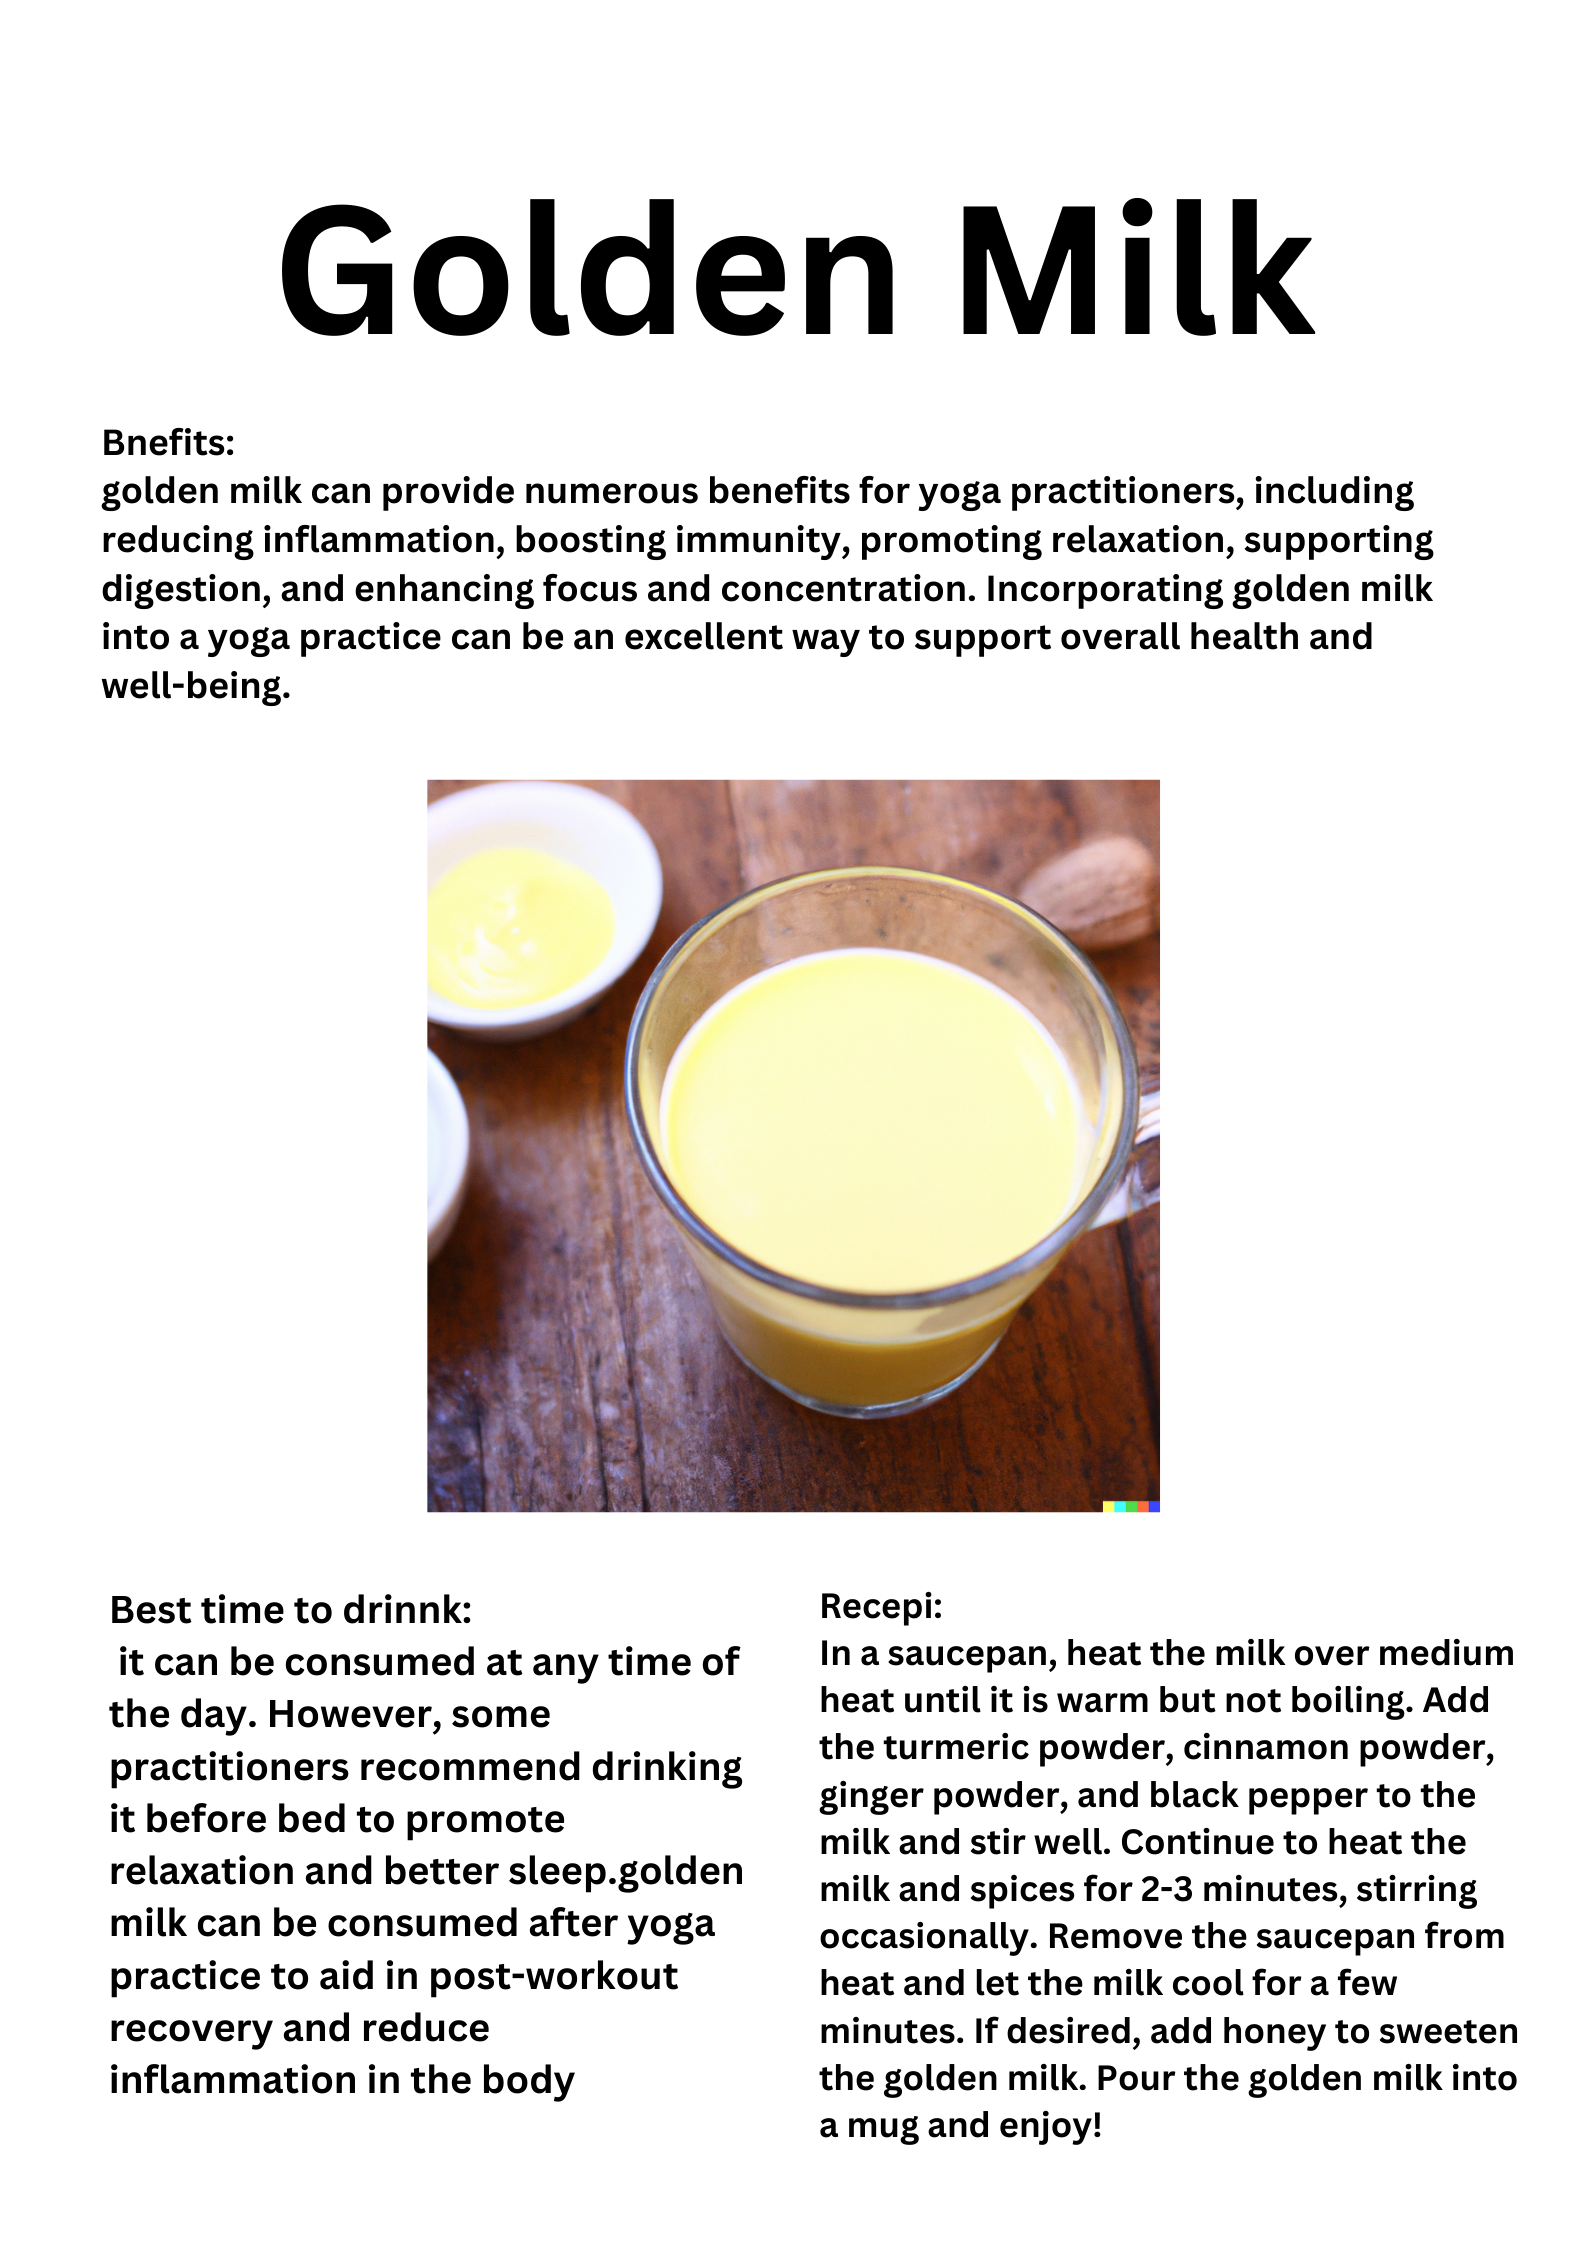 Golden Milk
Bnefits:
golden milk can provide numerous benefits for yoga practitioners, including
reducing inflammation, boosting immunity, promoting relaxation, supporting
digestion, and enhancing focus and concentration. Incorporating golden milk
into a yoga practice can be an excellent way to support overall health and
well-being.
Best time to drinnk:
it can be consumed at any time of
the day. However, some
practitioners recommend drinking
it before bed to promote
relaxation and better sleep.golden
milk can be consumed after yoga
practice to aid in post-workout
recovery and reduce
inflammation in the body
Recepi:
In a saucepan, heat the milk over medium
heat until it is warm but not boiling. Add
the turmeric powder, cinnamon powder,
ginger powder, and black pepper to the
milk and stir well. Continue to heat the
milk and spices for 2-3 minutes, stirring
occasionally. Remove the saucepan from
heat and let the milk cool for a few
minutes. If desired, add honey to sweeten
the golden milk. Pour the golden milk into
a mug and enjoy!